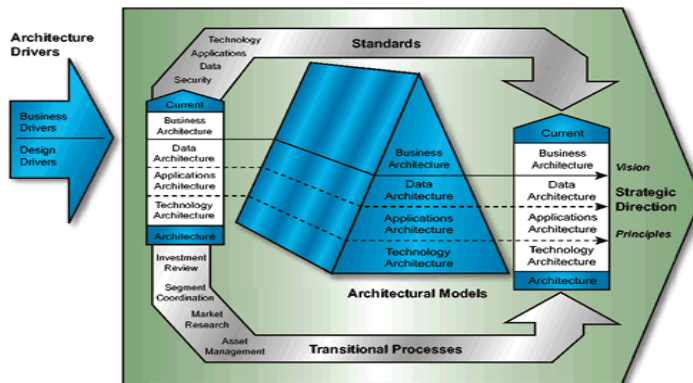 Architecture
Drivers
Business
Drivers
Design
Drivers
Technology
Applications
Data
Security
Standards
Current
Business
Architecture
Data
Architecture
Applications
Architecture
Technology
Architecture
Architecture
Investment
Review
Segment
Coordination
Market
Research
Asset
Management
Transitional Processes
Business
Architecture
Data
Architecture
Applications
Architecture
Technology
Architecture
Architectural Models
Current
Business
Architecture
Data
Architecture
Applications
Architecture
Technology
Architecture
Architecture
Vision
Strategic
Direction
Principles